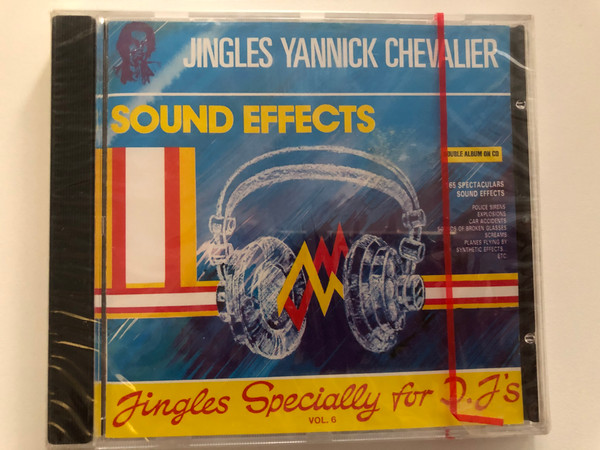 JINGLES YANNICK CHEVALIER
SOUND EFFECTS
DOUBLE ALBUM ON CD
SPECTACULARS
SOUND EFFECTS
POLICE SIRENS
EXPLOSIONS
CAR ACCIDENTS
OF BROKEN GLASSES
SCREAMS
PLANES FLYING BY
SYNTHETIC EFFECTS...
ETC
Jingles Specially for D.J's
VOL. 6